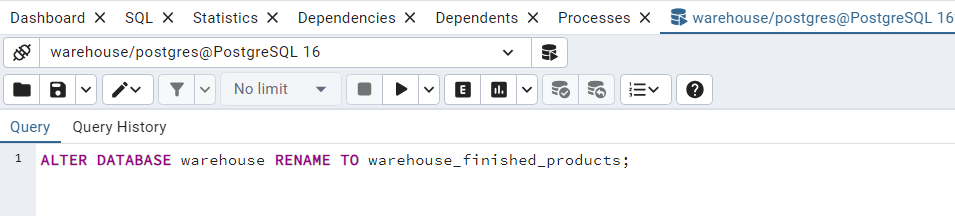 Dashboard SQL Statistics Dependencies Dependents Processes warehouse/postgres@PostgreSQL 16
warehouse/postgres@PostgreSQL 16
No limit E
Query Query History
1 ALTER DATABASE warehouse RENAME TO warehouse_finished_products;